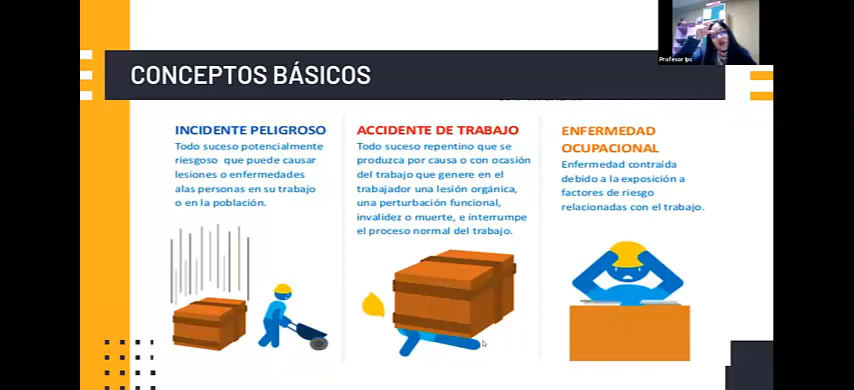 Profesor Ipc
CONCEPTOS BÁSICOS
INCIDENTE PELIGROSO
Todo suceso potencialmente
riesgoso que puede causar
lesiones o enfermedades
alas personas en su trabajo
o en la población.
ACCIDENTE DE TRABAJO
Todo suceso repentino que se
produzca por causa o con ocasión
del trabajo que genere en el
trabajador una lesión orgánica,
una perturbación funcional,
invalidez o muerte, e interrumpe
el proceso normal del trabajo.
ENFERMEDAD
OCUPACIONAL
Enfermedad contraída
debido a la exposición a
factores de riesgo
relacionadas con el trabajo.